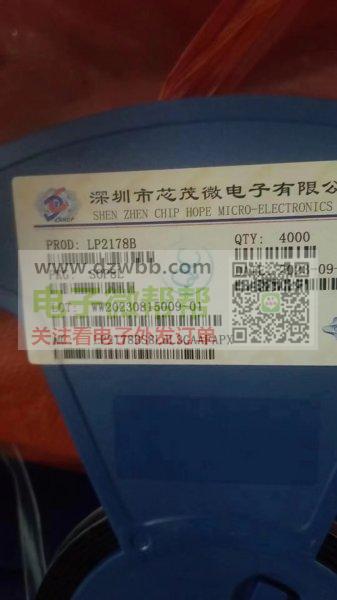 深圳市芯茂微电子有限公
SHEN ZHEN CHIP HOPE MICRO-ELECTRONICS
PROD: LP2178B
QTY: 4000
www.dzwbb.com
电子帮帮
LOT: WW20230815009-01
关注看电子外发订单